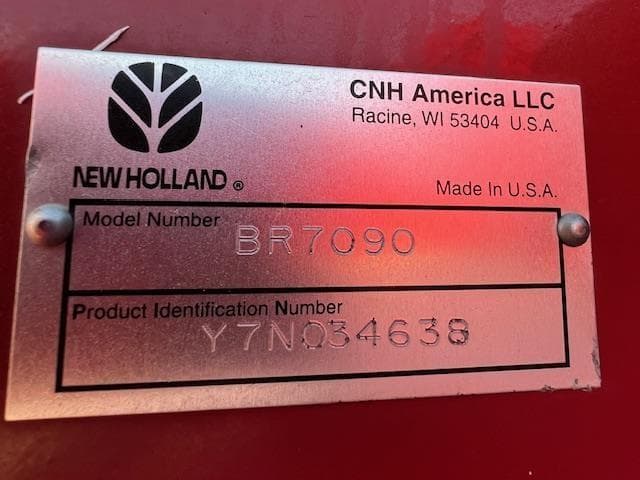 CNH America LLC
Racine, WI 53404 U.S.A.
NEW HOLLAND ®
Made In U.S.A.
Model Number
BR7090
Product Identification Number
Y7N034638